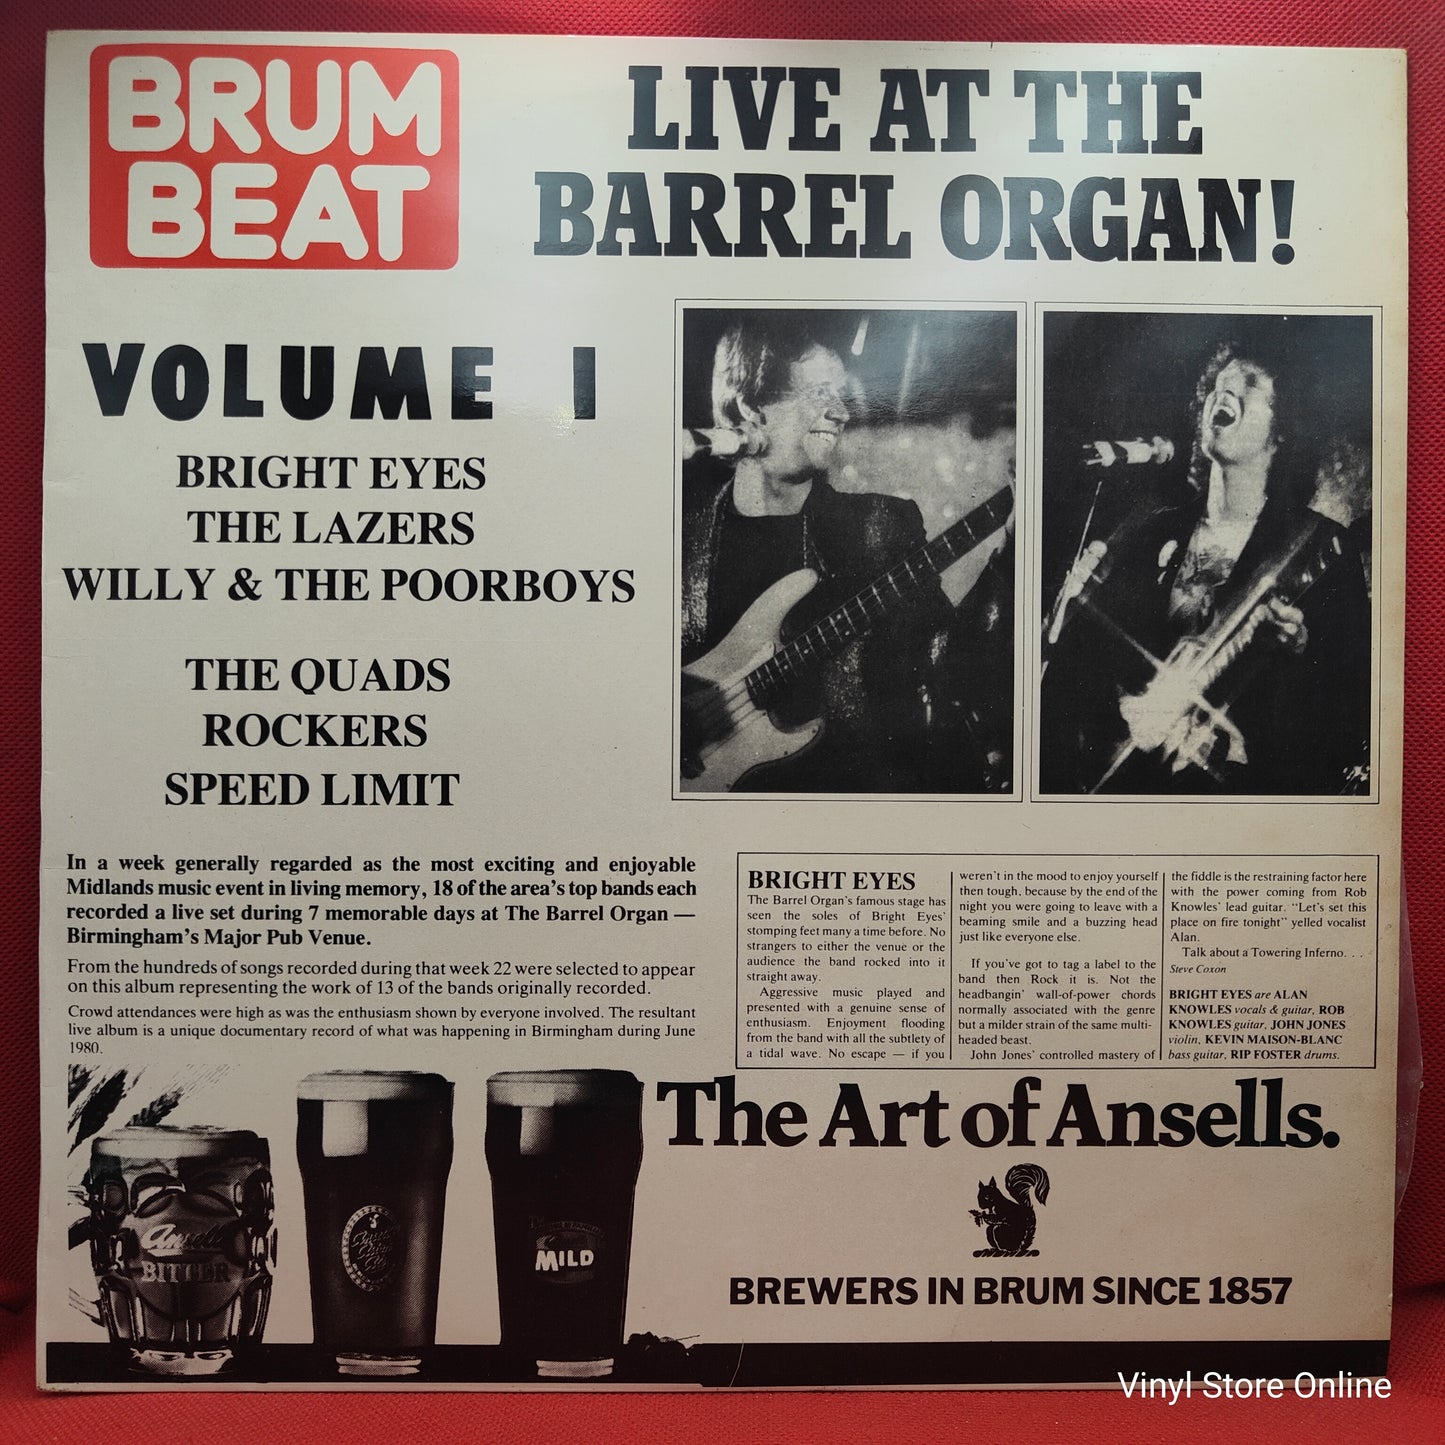 BRUM
BEAT
LIVE AT THE
BARREL ORGAN!
VOLUME I
BRIGHT EYES
THE LAZERS
WILLY & THE POORBOYS
THE QUADS
ROCKERS
SPEED LIMIT
In a week generally regarded as the most exciting and enjoyable
Midlands music event in living memory, 18 of the area's top bands each
recorded a live set during 7 memorable days at The Barrel Organ —
Birmingham's Major Pub Venue.
From the hundreds of songs recorded during that week 22 were selected to appear
on this album representing the work of 13 of the bands originally recorded.
Crowd attendances were high as was the enthusiasm shown by everyone involved. The resultant
live album is a unique documentary record of what was happening in Birmingham during June
1980.
BRIGHT EYES
The Barrel Organ's famous stage has
seen the soles of Bright Eyes'
stomping feet many a time before. No
strangers to either the venue or the
audience the band rocked into it
straight away.
Aggressive music played and
presented with a genuine sense of
enthusiasm. Enjoyment flooding
from the band with all the subtlety of
a tidal wave. No escape — if you
weren't in the mood to enjoy yourself
then tough, because by the end of the
night you were going to leave with a
beaming smile and a buzzing head
just like everyone else.
If you've got to tag a label to the
band then Rock it is. Not the
headbangin' wall-of-power chords
normally associated with the genre
but a milder strain of the same multi-
headed beast.
John Jones' controlled mastery of
the fiddle is the restraining factor here
with the power coming from Rob
Knowles' lead guitar. "Let's set this
place on fire tonight" yelled vocalist
Alan.
Talk about a Towering Inferno. . .
Steve Coxon
BRIGHT EYES are ALAN
KNOWLES vocals & guitar, ROB
KNOWLES guitar, JOHN JONES
violin, KEVIN MAISON-BLANC
bass guitar, RIP FOSTER drums.
The Art of Ansells.
Ansells
BITTER
MILD
BREWERS IN BRUM SINCE 1857
Vinyl Store Online